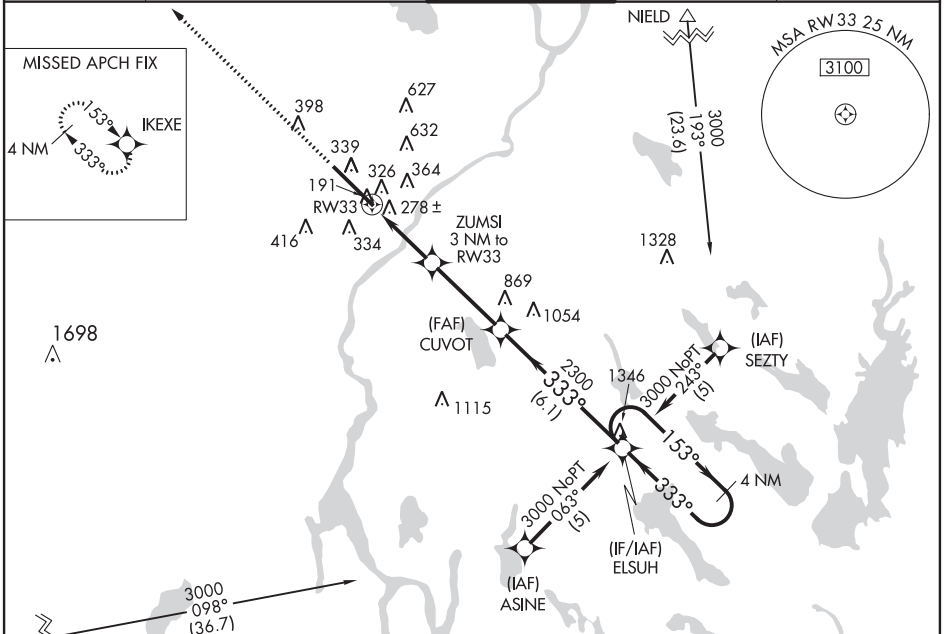 NIELD
MSA RW33 25 NM
3100
3000
193°
(23.6)
MISSED APCH FIX
153°
IKEXE
4 NM
333°
398
627
632
339
326
364
191
RW33
278 ±
416
334
ZUMSI
3 NM to
RW33
1328
869
1054
(FAF)
CUVOT
1698
(IAF)
SEZTY
2300
333°
(6.1)
1346
3000 NoPT
243°
(5)
1115
153°
4 NM
333°
3000 NoPT
063°
(5)
(IF/IAF)
ELSUH
(IAF)
ASINE
3000
098°
(36.7)